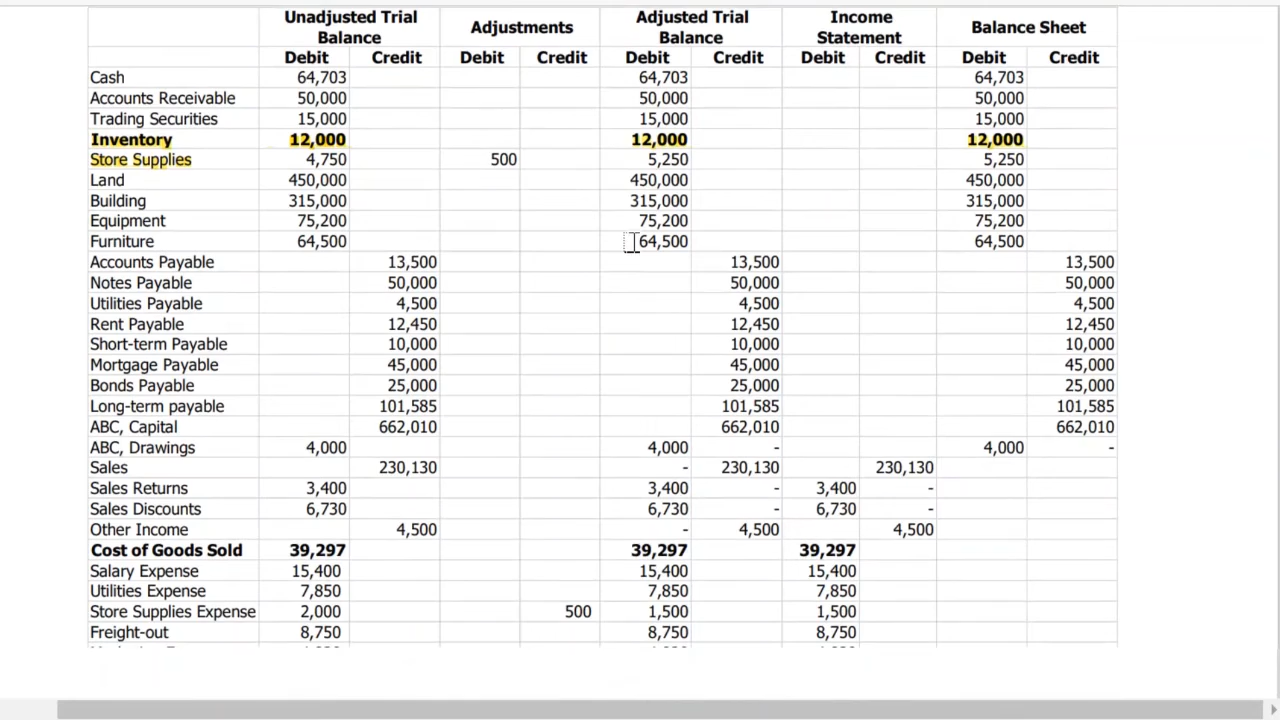 Unadjusted Trial Balance Adjustments Adjusted Trial Balance Income Statement Balance Sheet
Debit Credit Debit Credit Debit Credit Debit Credit Debit Credit
Cash 64,703 64,703 64,703
Accounts Receivable 50,000 50,000 50,000
Trading Securities 15,000 15,000 15,000
Inventory 12,000 12,000 12,000
Store Supplies 4,750 500 5,250 5,250
Land 450,000 450,000 450,000
Building 315,000 315,000 315,000
Equipment 75,200 75,200 75,200
Furniture 64,500 64,500 64,500
Accounts Payable 13,500 13,500 13,500
Notes Payable 50,000 50,000 50,000
Utilities Payable 4,500 4,500 4,500
Rent Payable 12,450 12,450 12,450
Short-term Payable 10,000 10,000 10,000
Mortgage Payable 45,000 45,000 45,000
Bonds Payable 25,000 25,000 25,000
Long-term payable 101,585 101,585 101,585
ABC, Capital 662,010 662,010 662,010
ABC, Drawings 4,000 4,000 - 4,000 -
Sales 230,130 - 230,130 230,130
Sales Returns 3,400 3,400 - 3,400 -
Sales Discounts 6,730 6,730 - 6,730 -
Other Income 4,500 - 4,500 4,500
Cost of Goods Sold 39,297 39,297 39,297
Salary Expense 15,400 15,400 15,400
Utilities Expense 7,850 7,850 7,850
Store Supplies Expense 2,000 500 1,500 1,500
Freight-out 8,750 8,750 8,750